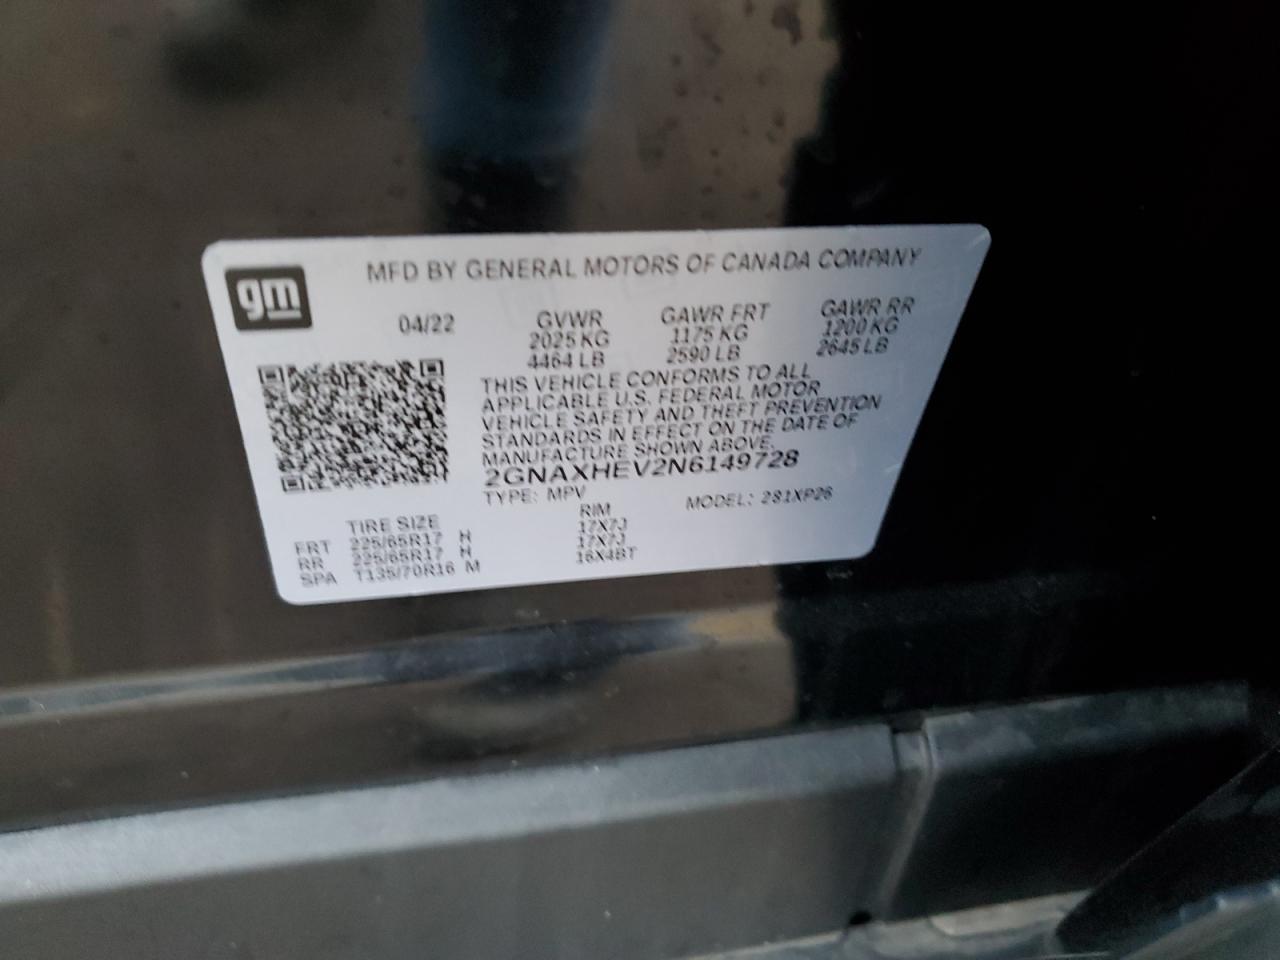 gm
MFD BY GENERAL MOTORS OF CANADA COMPANY
04/22 GVWR GAWR FRT GAWR RR
2025 KG 1175 KG 1200 KG
4464 LB 2590 LB 2645 LB
THIS VEHICLE CONFORMS TO ALL
APPLICABLE U.S. FEDERAL MOTOR
VEHICLE SAFETY AND THEFT PREVENTION
STANDARDS IN EFFECT ON THE DATE OF
MANUFACTURE SHOWN ABOVE.
2GNAXHEV2N6149728
TYPE: MPV MODEL: 281XP26
TIRE SIZE RIM
FRT 225/65R17 H 17X7J
RR 225/65R17 H 17X7J
SPA T135/70R16 M 16X4BT